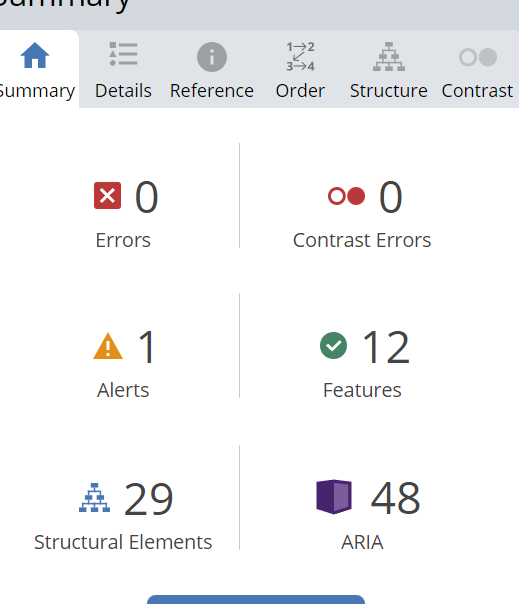 Summary
Summary Details Reference Order Structure Contrast
1→2
3→4
0 0
Errors Contrast Errors
1 12
Alerts Features
29 48
Structural Elements ARIA